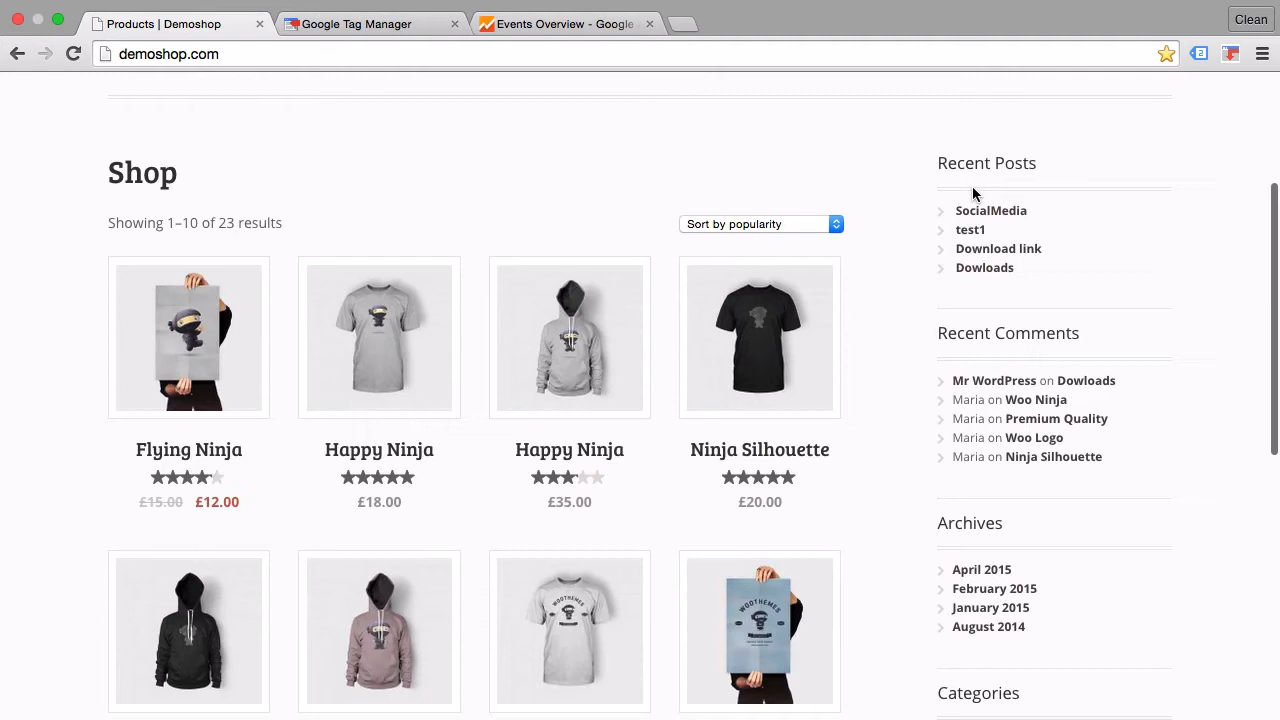 Products | Demoshop
Google Tag Manager
Events Overview - Google
Clean
demoshop.com
2
Shop
Showing 1–10 of 23 results
Sort by popularity
Flying Ninja
£15.00 £12.00
Happy Ninja
£18.00
Happy Ninja
£35.00
Ninja Silhouette
£20.00
WOOTHEMES
WOOTHEMES
Recent Posts
SocialMedia
test1
Download link
Dowloads
Recent Comments
Mr WordPress on Dowloads
Maria on Woo Ninja
Maria on Premium Quality
Maria on Woo Logo
Maria on Ninja Silhouette
Archives
April 2015
February 2015
January 2015
August 2014
Categories